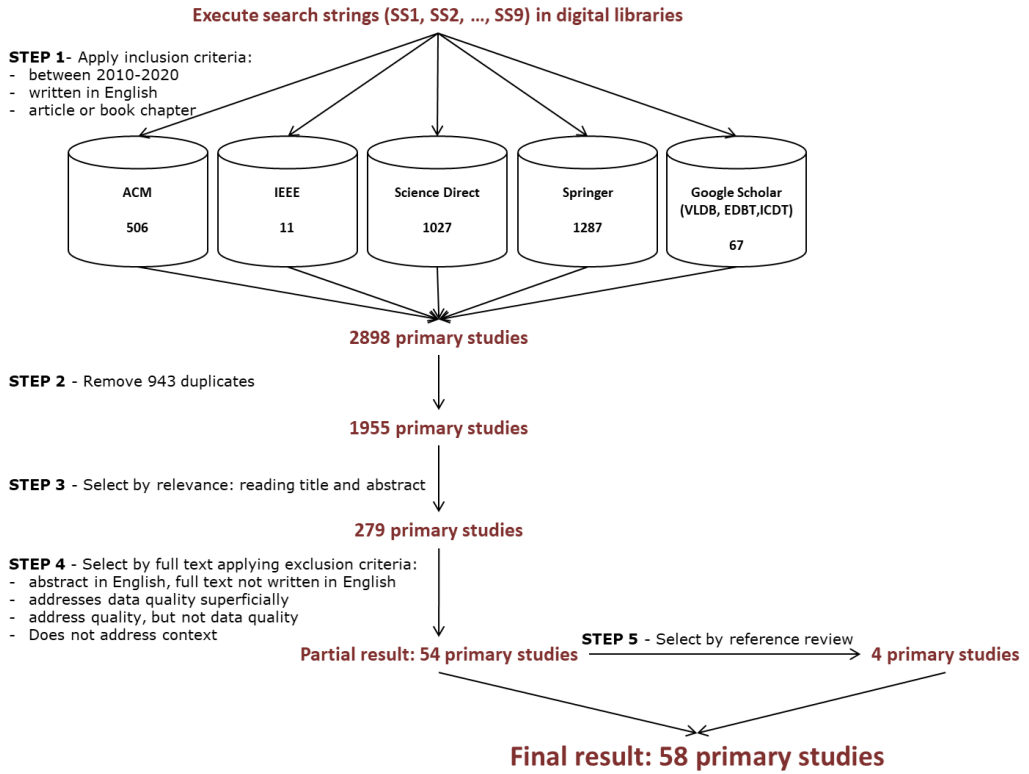 Execute search strings (SS1, SS2, ..., SS9) in digital libraries
STEP 1- Apply inclusion criteria:
- between 2010-2020
- written in English
- article or book chapter
ACM
506
IEEE
11
Science Direct
1027
Springer
1287
Google Scholar
(VLDB, EDBT,ICDT)
67
2898 primary studies
STEP 2 - Remove 943 duplicates
1955 primary studies
STEP 3 - Select by relevance: reading title and abstract
279 primary studies
STEP 4 - Select by full text applying exclusion criteria:
- abstract in English, full text not written in English
- addresses data quality superficially
- address quality, but not data quality
- Does not address context
Partial result: 54 primary studies
STEP 5 - Select by reference review
4 primary studies
Final result: 58 primary studies